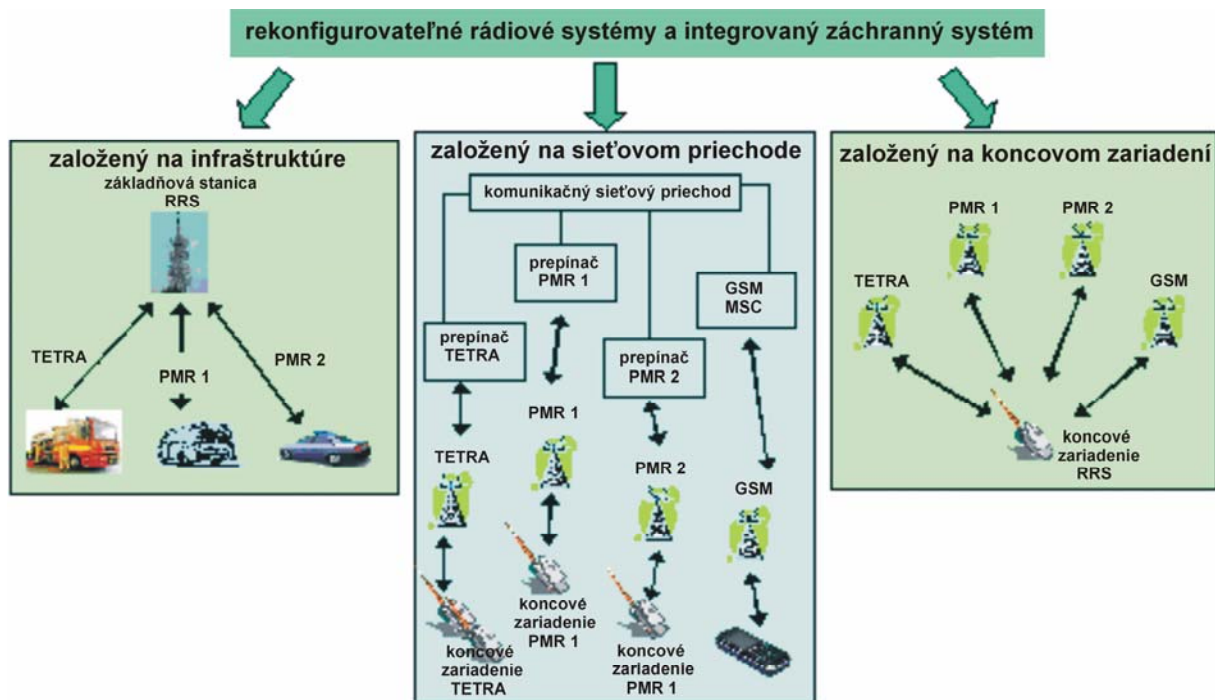 rekonfigurovateľné rádiové systémy a integrovaný záchranný systém
založený na infraštruktúre
základňová stanica
RRS
TETRA
PMR 1
PMR 2
založený na sieťovom priechode
komunikačný sieťový priechod
prepínač
PMR 1
GSM
MSC
prepínač
TETRA
prepínač
PMR 2
PMR 1
TETRA
PMR 2
GSM
koncové
zariadenie
PMR 1
koncové
zariadenie
TETRA
koncové
zariadenie
PMR 1
založený na koncovom zariadení
PMR 1
PMR 2
TETRA
GSM
koncové
zariadenie
RRS